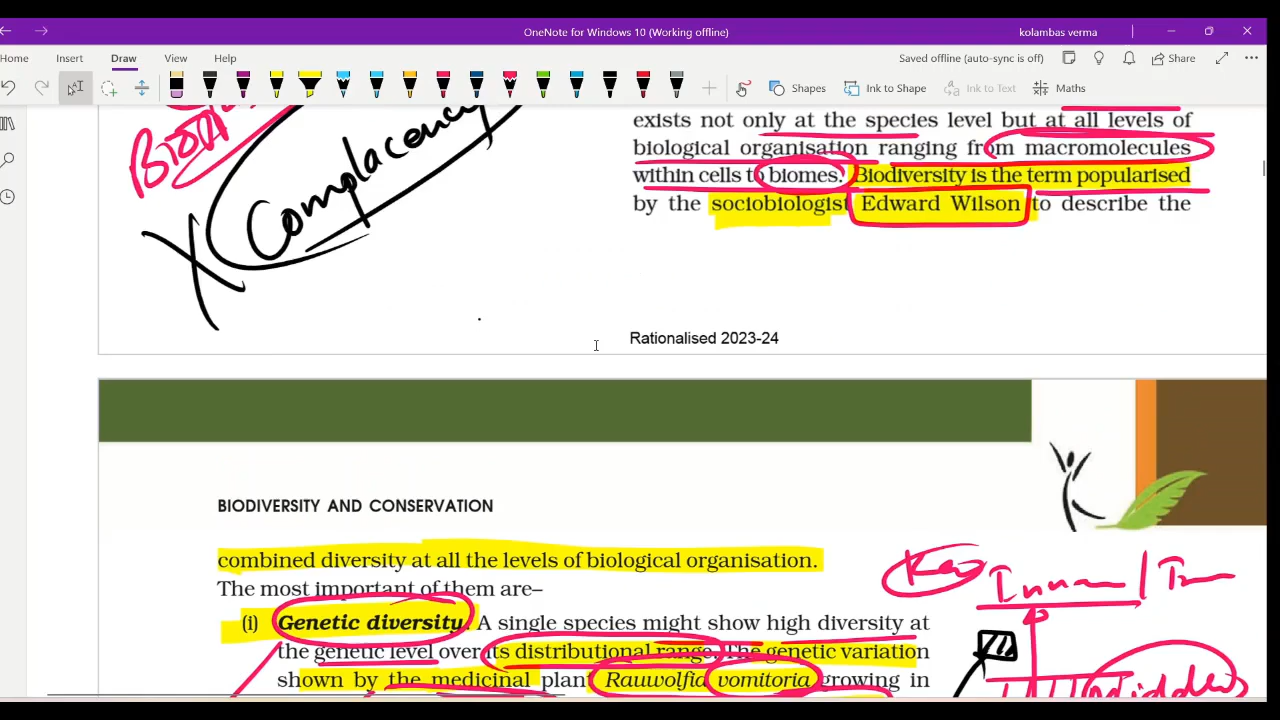 OneNote for Windows 10 (Working offline)
kolambas verma
Home Insert Draw View Help
Saved offline (auto-sync is off)
Share
Shapes
Ink to Shape
Ink to Text
Maths
exists not only at the species level but at all levels of
biological organisation ranging from macromolecules
within cells to biomes. Biodiversity is the term popularised
by the sociobiologist Edward Wilson to describe the
Complacency
Rationalised 2023-24
BIODIVERSITY AND CONSERVATION
combined diversity at all the levels of biological organisation.
The most important of them are–
(i) Genetic diversity: A single species might show high diversity at
the genetic level over its distributional range. The genetic variation
shown by the medicinal plant Rauwolfia vomitoria growing in